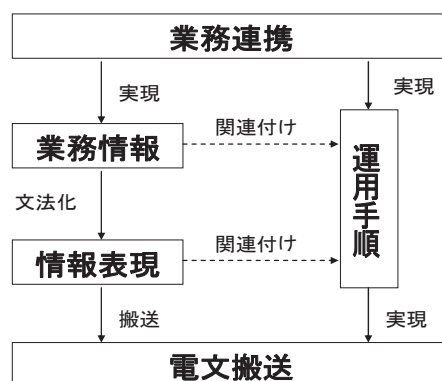 業務連携
実現
実現
業務情報
関連付け
運用手順
文法化
情報表現
関連付け
搬送
実現
電文搬送